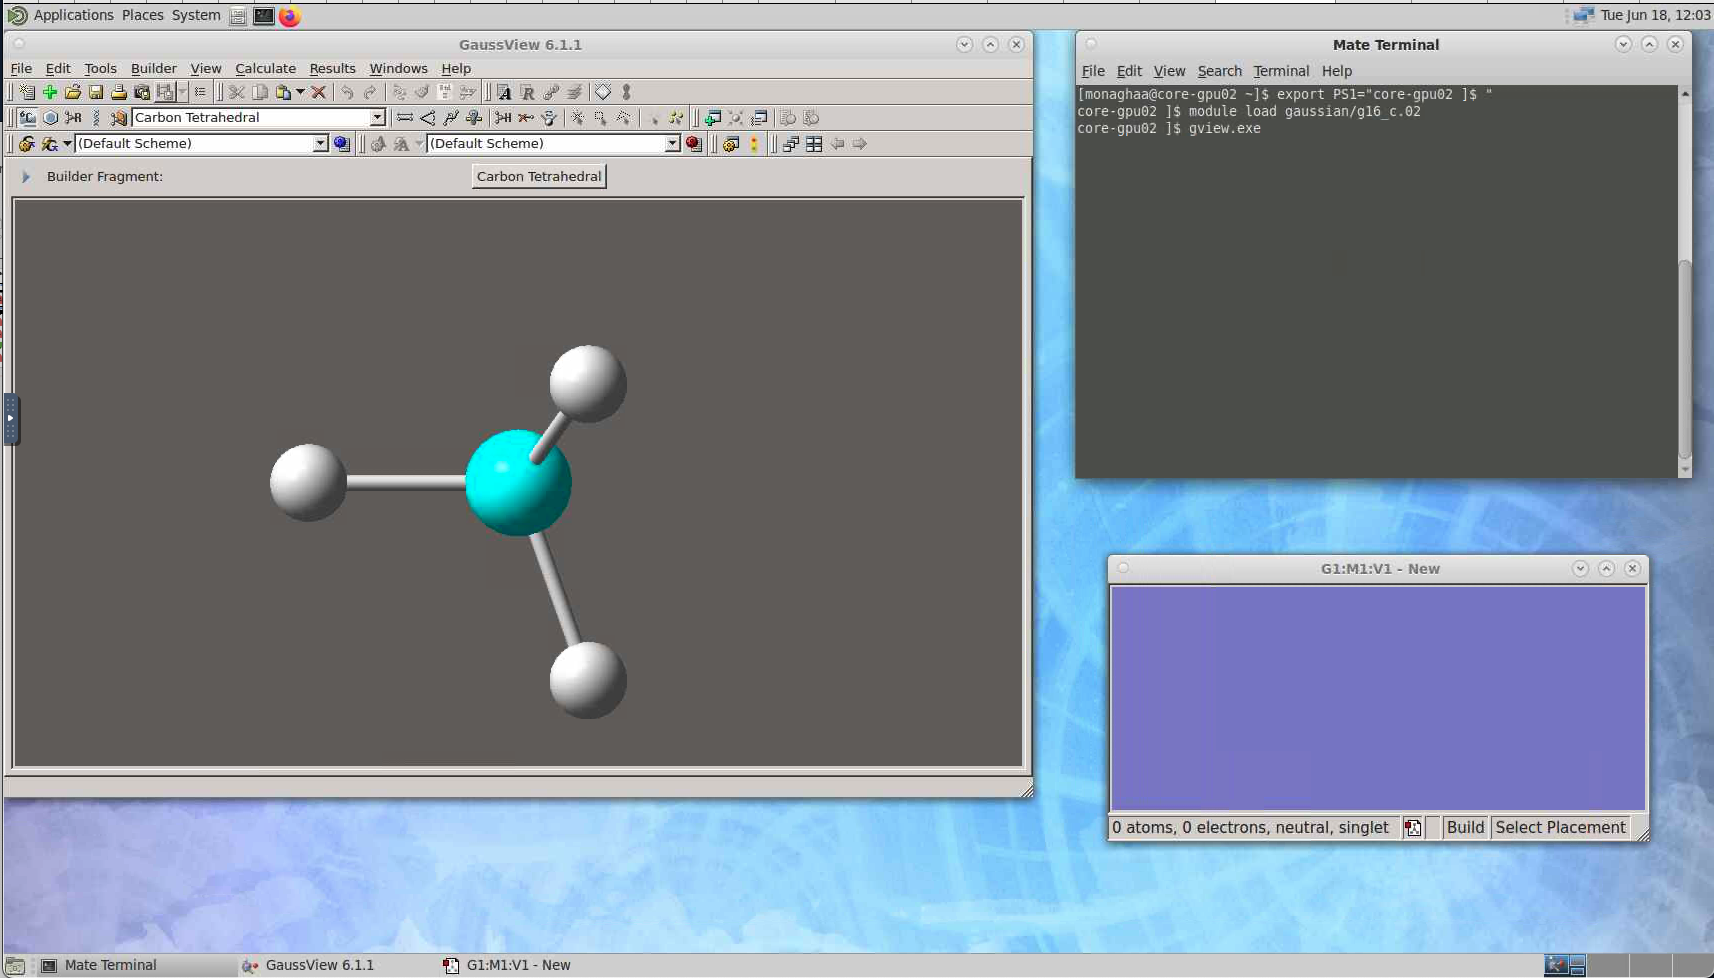 Applications Places System
Tue Jun 18, 12:03
GaussView 6.1.1
File Edit Tools Builder View Calculate Results Windows Help
Carbon Tetrahedral
(Default Scheme)
(Default Scheme)
Builder Fragment:
Carbon Tetrahedral
Mate Terminal
File Edit View Search Terminal Help
[monaghaa@core-gpu02 ~]$ export PS1="core-gpu02 ]$ "
core-gpu02 ]$ module load gaussian/g16_c.02
core-gpu02 ]$ gview.exe
G1:M1:V1 - New
0 atoms, 0 electrons, neutral, singlet
Build
Select Placement
Mate Terminal
GaussView 6.1.1
G1:M1:V1 - New